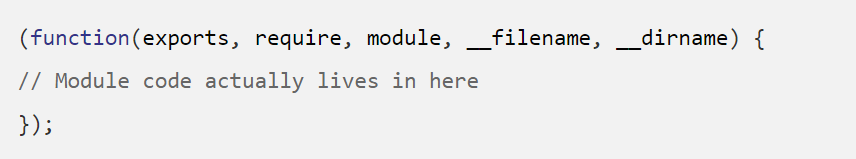 (function(exports, require, module, __filename, __dirname) {
// Module code actually lives in here
});